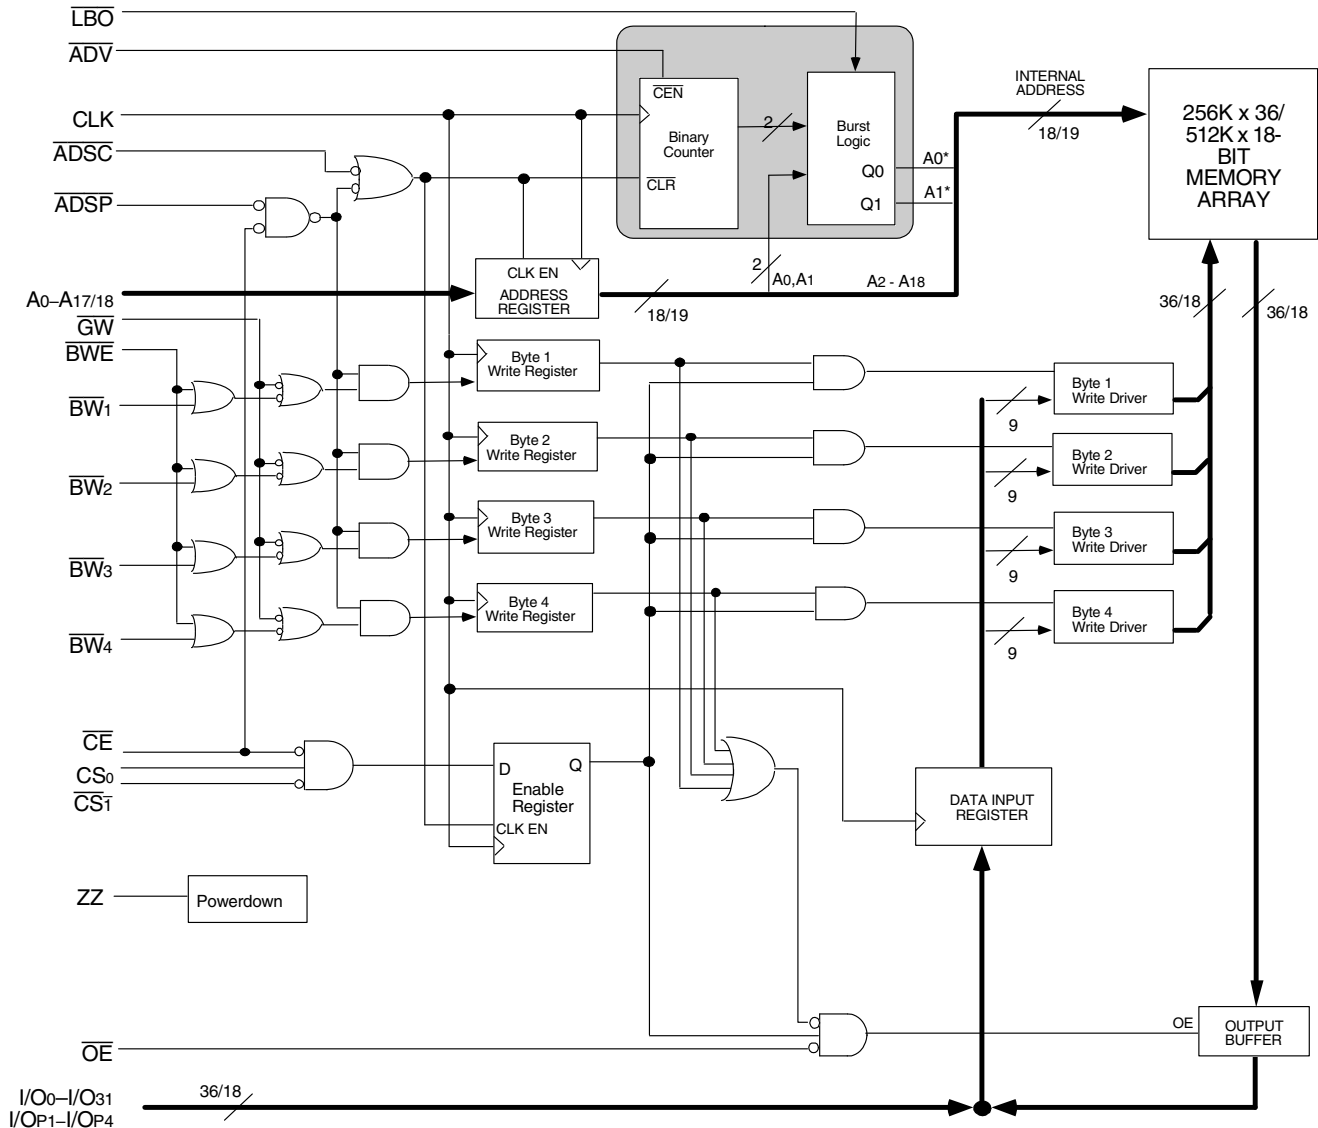 LBO
ADV
CLK
ADSC
ADSP
A0–A17/18
GW
BWE
BW1
BW2
BW3
BW4
CE
CS0
CS1
ZZ
Powerdown
OE
I/O0–I/O31
I/OP1–I/OP4
36/18
CEN
Binary
Counter
CLR
2
Burst
Logic
Q0
Q1
A0*
A1*
2
A0,A1
A2 - A18
INTERNAL
ADDRESS
18/19
256K x 36/
512K x 18-
BIT
MEMORY
ARRAY
CLK EN
ADDRESS
REGISTER
18/19
36/18
36/18
Byte 1
Write Register
Byte 2
Write Register
Byte 3
Write Register
Byte 4
Write Register
Byte 1
Write Driver
9
Byte 2
Write Driver
9
Byte 3
Write Driver
9
Byte 4
Write Driver
9
D
Q
Enable
Register
CLK EN
DATA INPUT
REGISTER
OE
OUTPUT
BUFFER